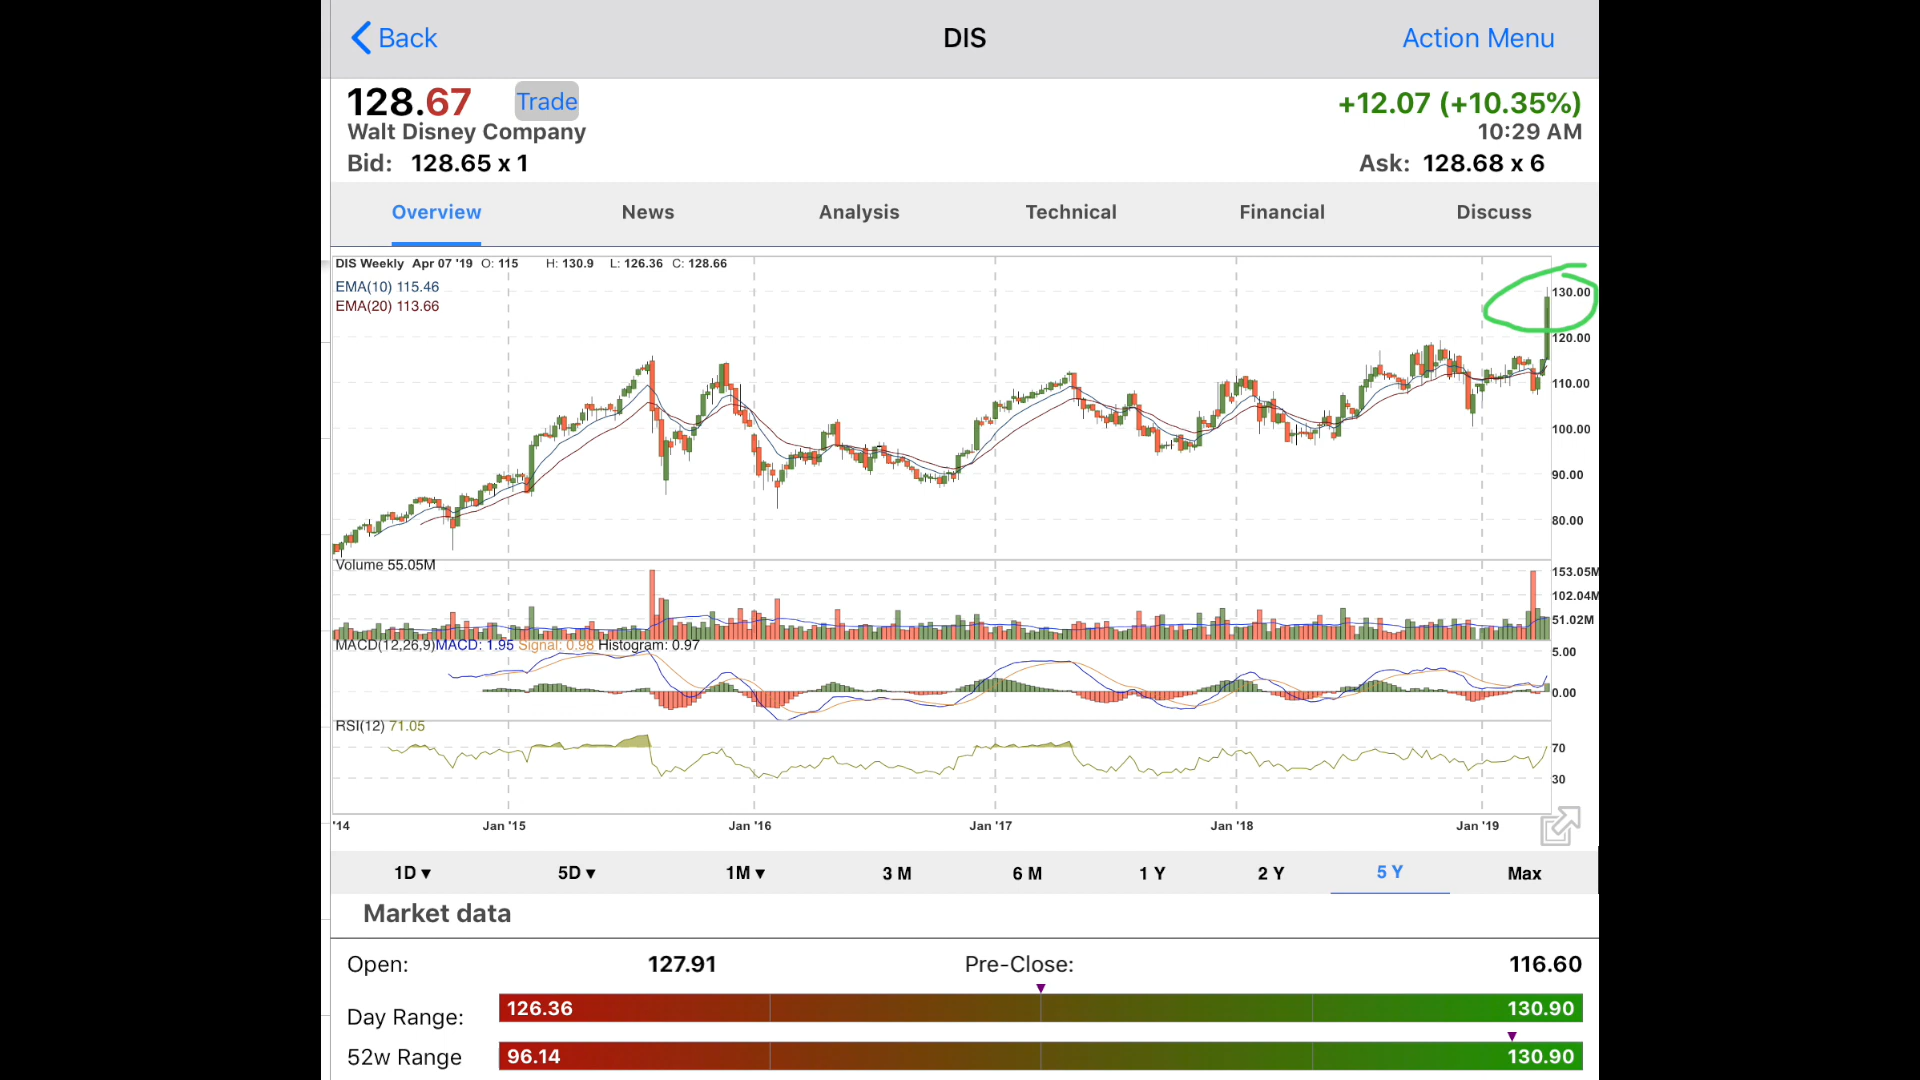 Back DIS Action Menu
128.67 Trade +12.07 (+10.35%)
Walt Disney Company 10:29 AM
Bid: 128.65 x 1 Ask: 128.68 x 6
Overview News Analysis Technical Financial Discuss
DIS Weekly Apr 07 '19 O: 115 H: 130.9 L: 126.36 C: 128.66
EMA(10) 115.46
EMA(20) 113.66
130.00
120.00
110.00
100.00
90.00
80.00
Volume 55.05M
153.05M
102.04M
51.02M
MACD(12,26,9)MACD: 1.95 Signal: 0.98 Histogram: 0.97
5.00
0.00
RSI(12) 71.05
70
30
'14 Jan '15 Jan '16 Jan '17 Jan '18 Jan '19
1D ▾ 5D ▾ 1M ▾ 3 M 6 M 1 Y 2 Y 5 Y Max
Market data
Open: 127.91 Pre-Close: 116.60
Day Range: 126.36 130.90
52w Range 96.14 130.90